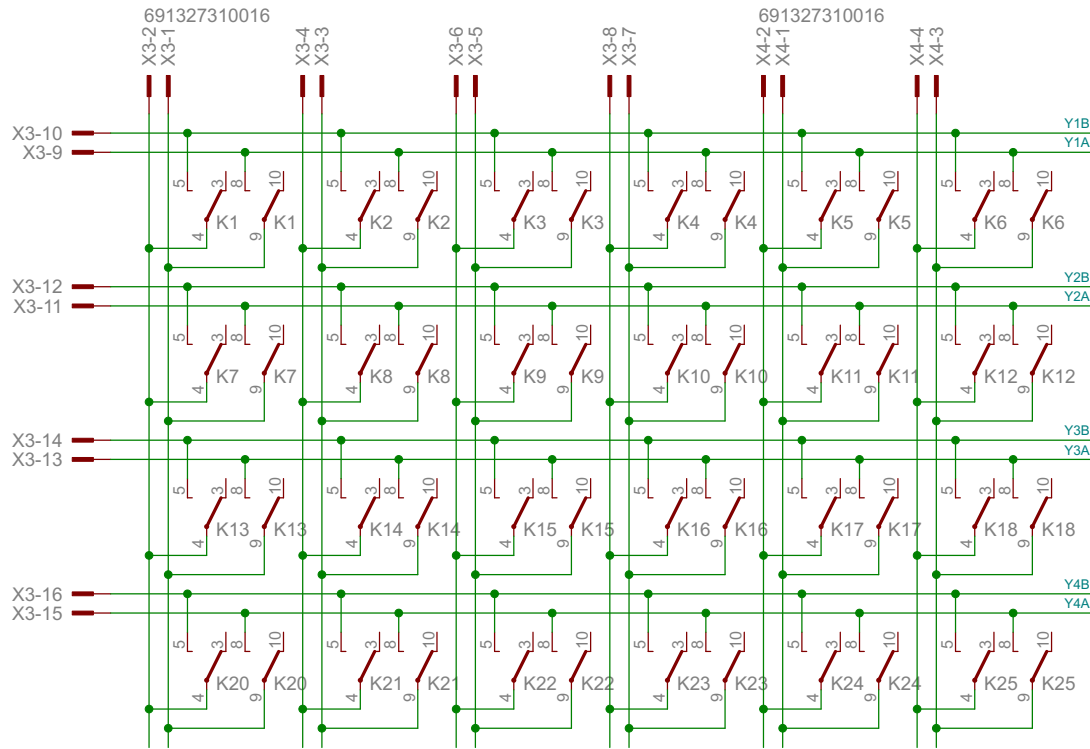 691327310016 691327310016
X3-2 X3-1 X3-4 X3-3 X3-6 X3-5 X3-8 X3-7 X4-2 X4-1 X4-4 X4-3
X3-10 Y1B
X3-9 Y1A
5 3 8 10 5 3 8 10 5 3 8 10 5 3 8 10 5 3 8 10 5 3 8 10
K1 K1 K2 K2 K3 K3 K4 K4 K5 K5 K6 K6
4 9 4 9 4 9 4 9 4 9 4 9
X3-12 Y2B
X3-11 Y2A
5 3 8 10 5 3 8 10 5 3 8 10 5 3 8 10 5 3 8 10 5 3 8 10
K7 K7 K8 K8 K9 K9 K10 K10 K11 K11 K12 K12
4 9 4 9 4 9 4 9 4 9 4 9
X3-14 Y3B
X3-13 Y3A
5 3 8 10 5 3 8 10 5 3 8 10 5 3 8 10 5 3 8 10 5 3 8 10
K13 K13 K14 K14 K15 K15 K16 K16 K17 K17 K18 K18
4 9 4 9 4 9 4 9 4 9 4 9
X3-16 Y4B
X3-15 Y4A
5 3 8 10 5 3 8 10 5 3 8 10 5 3 8 10 5 3 8 10 5 3 8 10
K20 K20 K21 K21 K22 K22 K23 K23 K24 K24 K25 K25
4 9 4 9 4 9 4 9 4 9 4 9